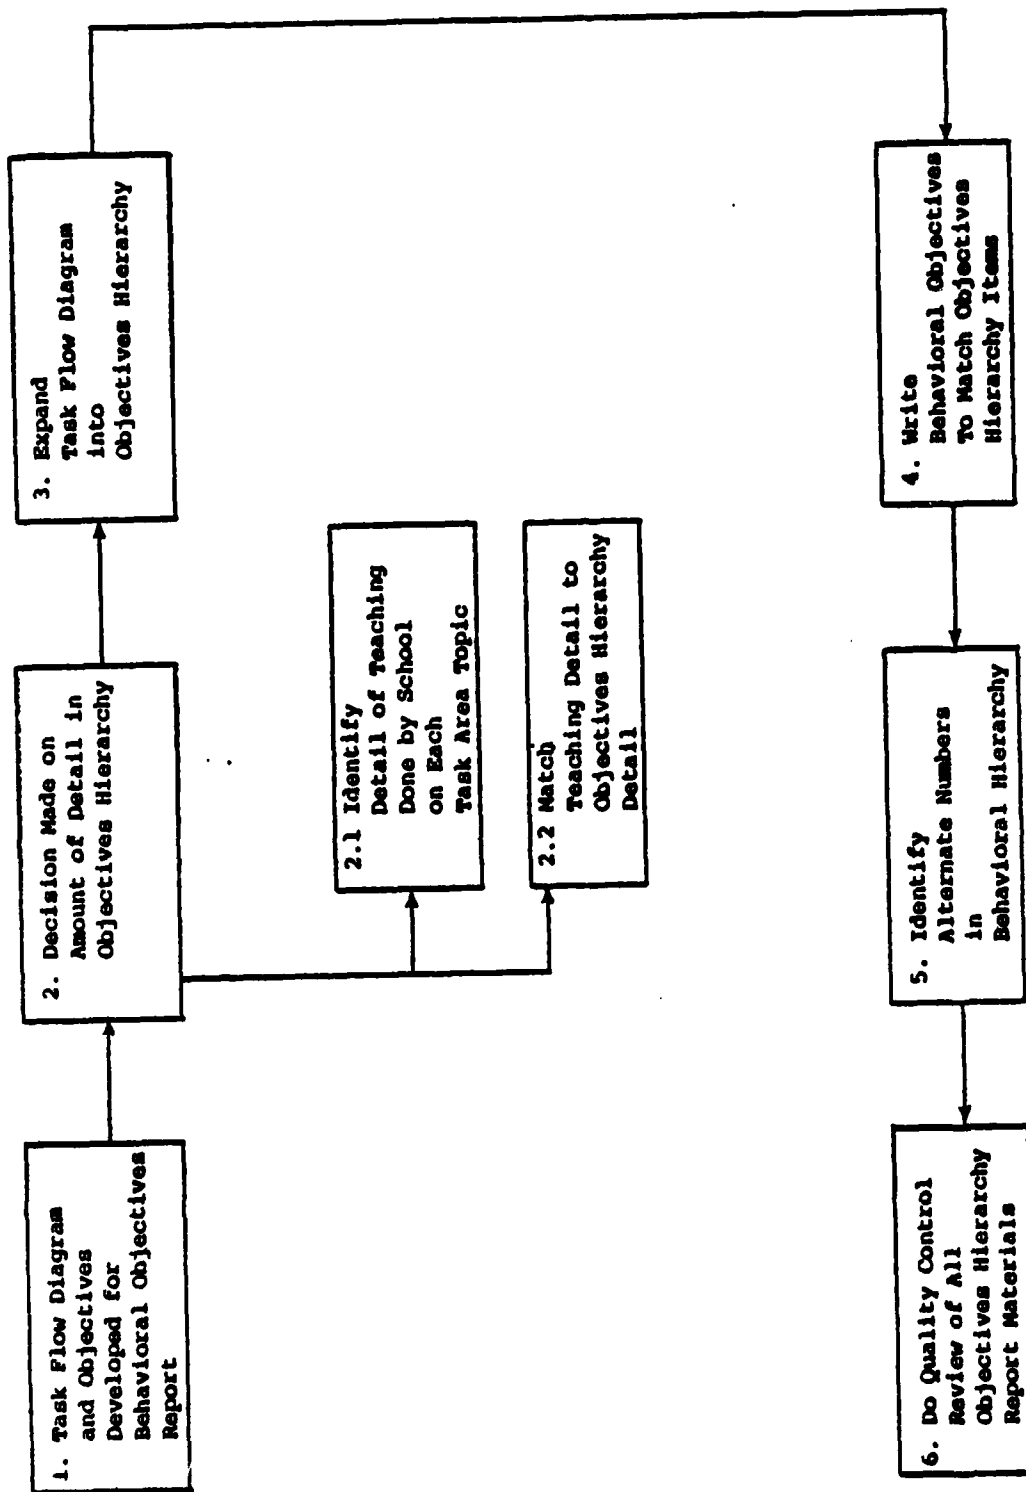 1. Task Flow Diagram
and Objectives
Developed for
Behavioral Objectives
Report
2. Decision Made on
Amount of Detail in
Objectives Hierarchy
3. Expand
Task Flow Diagram
into
Objectives Hierarchy
2.1 Identify
Detail of Teaching
Done by School
on Each
Task Area Topic
2.2 Match
Teaching Detail to
Objectives Hierarchy
Detail
4. Write
Behavioral Objectives
To Match Objectives
Hierarchy Items
5. Identify
Alternate Numbers
in
Behavioral Hierarchy
6. Do Quality Control
Review of All
Objectives Hierarchy
Report Materials